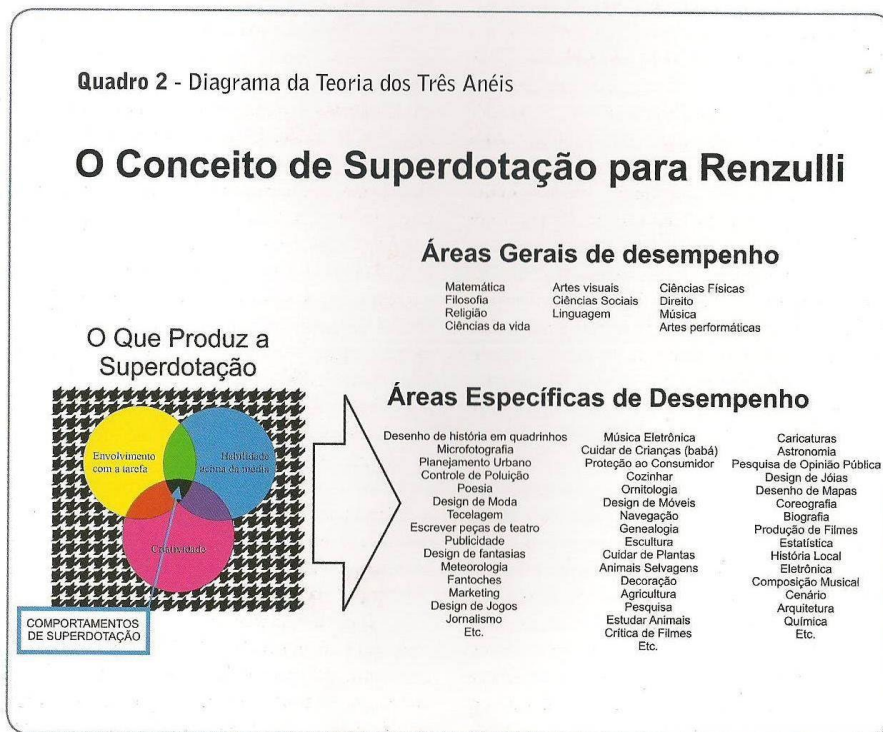 Quadro 2 - Diagrama da Teoria dos Três Anéis
O Conceito de Superdotação para Renzulli
Áreas Gerais de desempenho
Matemática
Filosofia
Religião
Ciências da vida
Artes visuais
Ciências Sociais
Linguagem
Ciências Físicas
Direito
Música
Artes performáticas
O Que Produz a
Superdotação
Envolvimento
com a tarefa
Habilidade
acima da média
Criatividade
COMPORTAMENTOS
DE SUPERDOTAÇÃO
Áreas Específicas de Desempenho
Desenho de história em quadrinhos
Microfotografia
Planejamento Urbano
Controle de Poluição
Poesia
Design de Moda
Tecelagem
Escrever peças de teatro
Publicidade
Design de fantasias
Meteorologia
Fantoches
Marketing
Design de Jogos
Jornalismo
Etc.
Música Eletrônica
Cuidar de Crianças (babá)
Proteção ao Consumidor
Cozinhar
Ornitologia
Design de Móveis
Navegação
Genealogia
Escultura
Cuidar de Plantas
Animais Selvagens
Decoração
Agricultura
Pesquisa
Estudar Animais
Crítica de Filmes
Etc.
Caricaturas
Astronomia
Pesquisa de Opinião Pública
Design de Jóias
Desenho de Mapas
Coreografia
Biografia
Produção de Filmes
Estatística
História Local
Eletrônica
Composição Musical
Cenário
Arquitetura
Química
Etc.